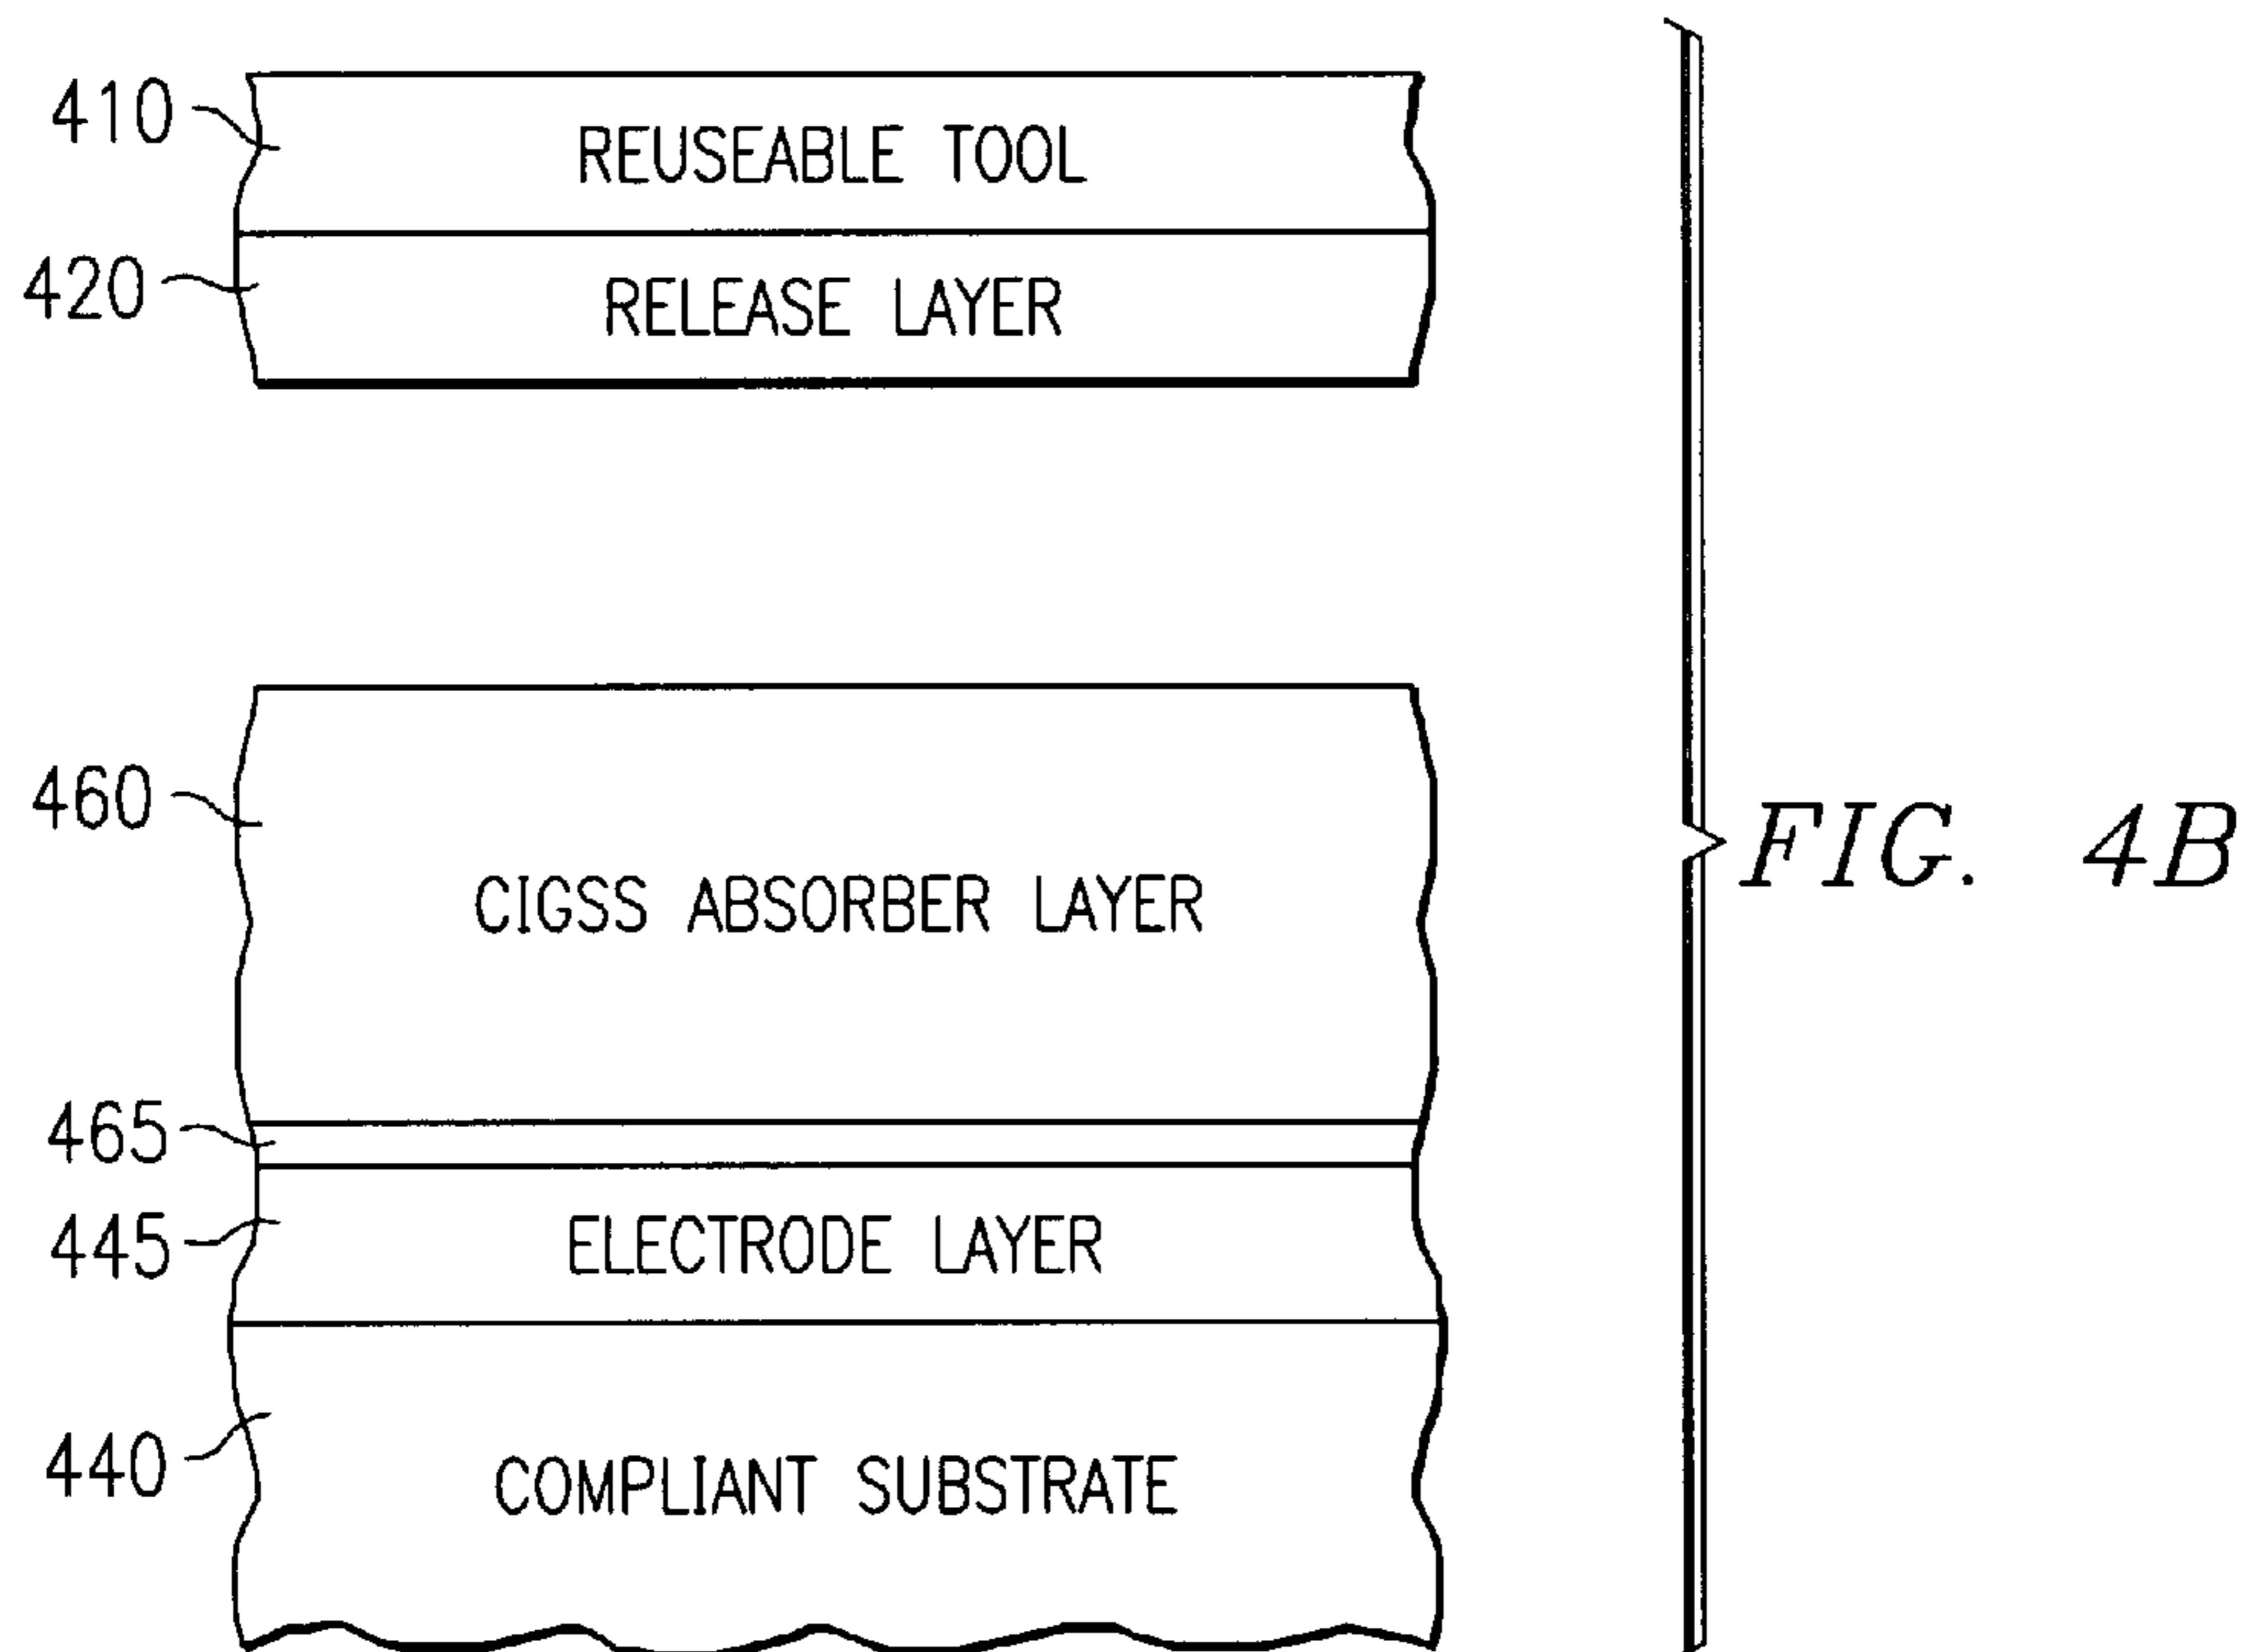 410
REUSEABLE TOOL
420
RELEASE LAYER
460
CIGSS ABSORBER LAYER
465
445
ELECTRODE LAYER
440
COMPLIANT SUBSTRATE
FIG. 4B